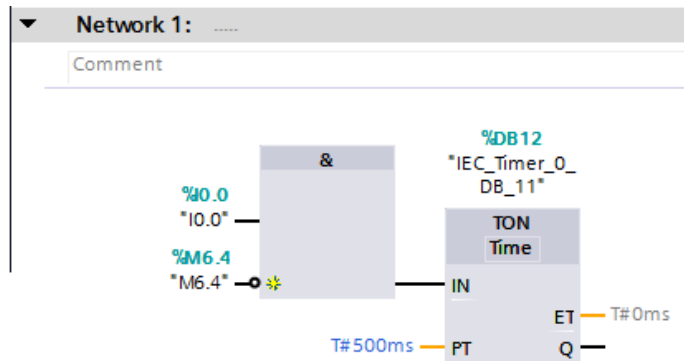 Network 1: .....
Comment
%DB12
"IEC_Timer_0_
DB_11"
&
TON
Time
%I0.0
"I0.0"
%M6.4
"M6.4"
IN
ET T#0ms
T#500ms PT Q